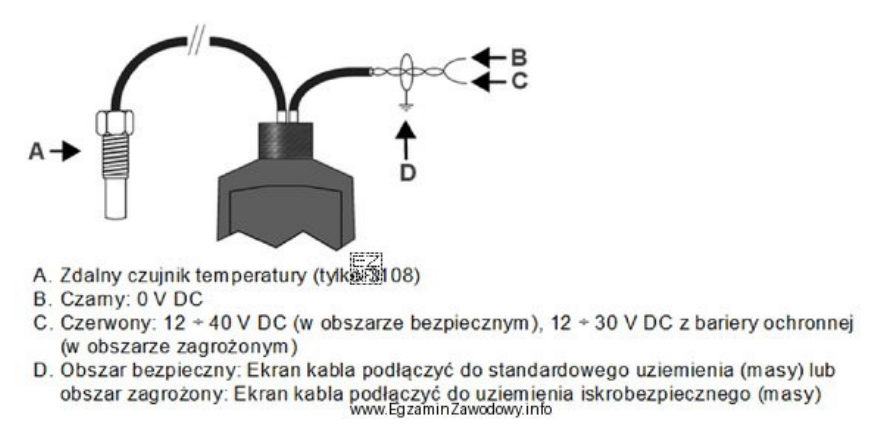 B
C
A
D
A. Zdalny czujnik temperatury (tylko 3108)
B. Czarny: 0 V DC
C. Czerwony: 12 ÷ 40 V DC (w obszarze bezpiecznym), 12 ÷ 30 V DC z bariery ochronnej
(w obszarze zagrożonym)
D. Obszar bezpieczny: Ekran kabla podłączyć do standardowego uziemienia (masy) lub
obszar zagrożony: Ekran kabla podłączyć do uziemienia iskrobezpiecznego (masy)
www.EgzaminZawodowy.info